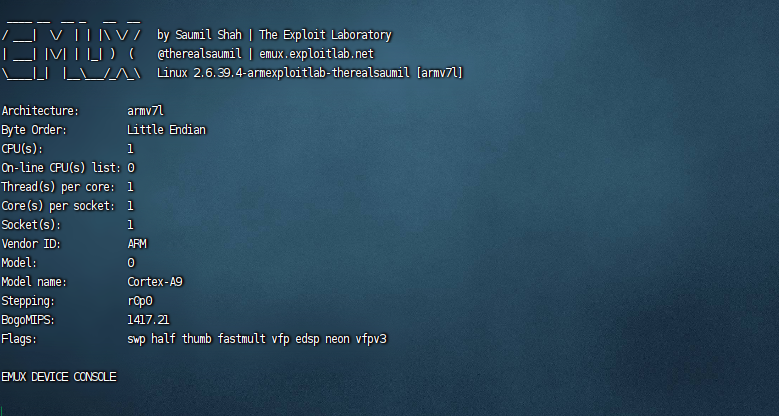 ____ __  __ _   __  __
/ ___|  \/  | | |\ \/ /   by Saumil Shah | The Exploit Laboratory
| ___| |\/| | |_| )  (    @therealsaumil | emux.exploitlab.net
\____|_|  |__\___/_/\_\   Linux 2.6.39.4-armexploitlab-therealsaumil [armv7l]
Architecture:        armv7l
Byte Order:          Little Endian
CPU(s):              1
On-line CPU(s) list: 0
Thread(s) per core:  1
Core(s) per socket:  1
Socket(s):           1
Vendor ID:           ARM
Model:               0
Model name:          Cortex-A9
Stepping:            r0p0
BogoMIPS:            1417.21
Flags:               swp half thumb fastmult vfp edsp neon vfpv3
EMUX DEVICE CONSOLE